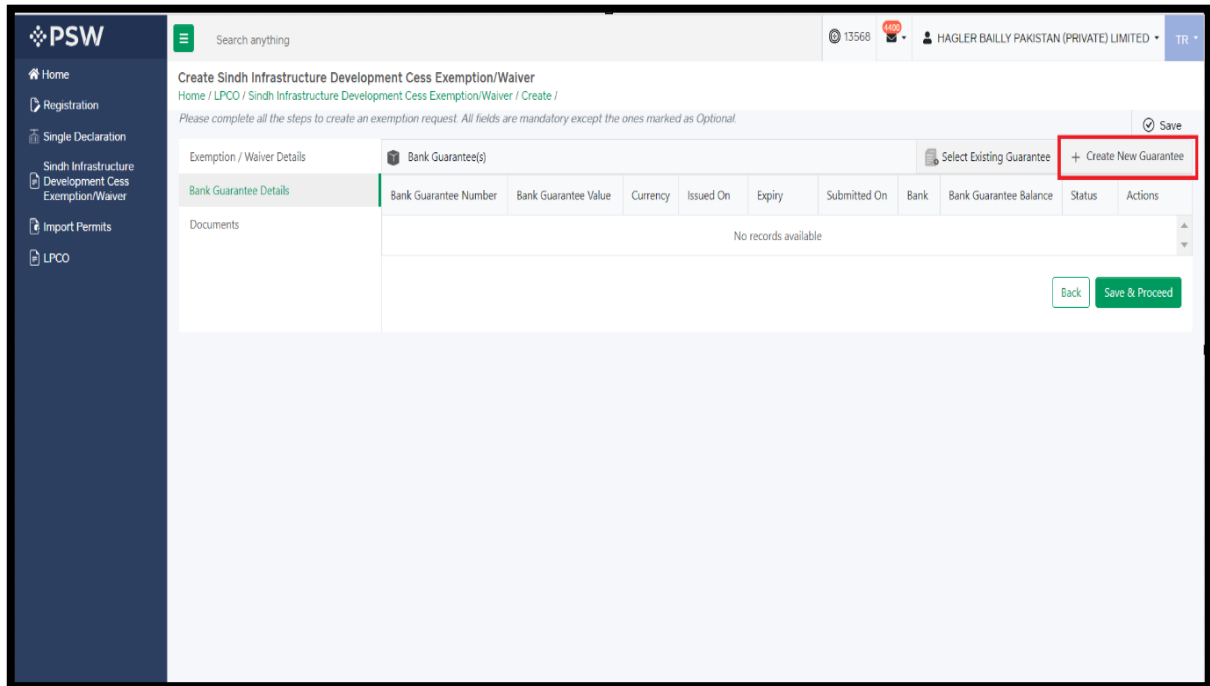 PSW
Search anything
13568
4400
HAGLER BAILLY PAKISTAN (PRIVATE) LIMITED
TR
Home
Registration
Single Declaration
Sindh Infrastructure
Development Cess
Exemption/Waiver
Import Permits
LPCO
Create Sindh Infrastructure Development Cess Exemption/Waiver
Home / LPCO / Sindh Infrastructure Development Cess Exemption/Waiver / Create /
Please complete all the steps to create an exemption request. All fields are mandatory except the ones marked as Optional.
Save
Exemption / Waiver Details
Bank Guarantee Details
Documents
Bank Guarantee(s)
Select Existing Guarantee
+ Create New Guarantee
Bank Guarantee Number Bank Guarantee Value Currency Issued On Expiry Submitted On Bank Bank Guarantee Balance Status Actions
No records available
Back
Save & Proceed